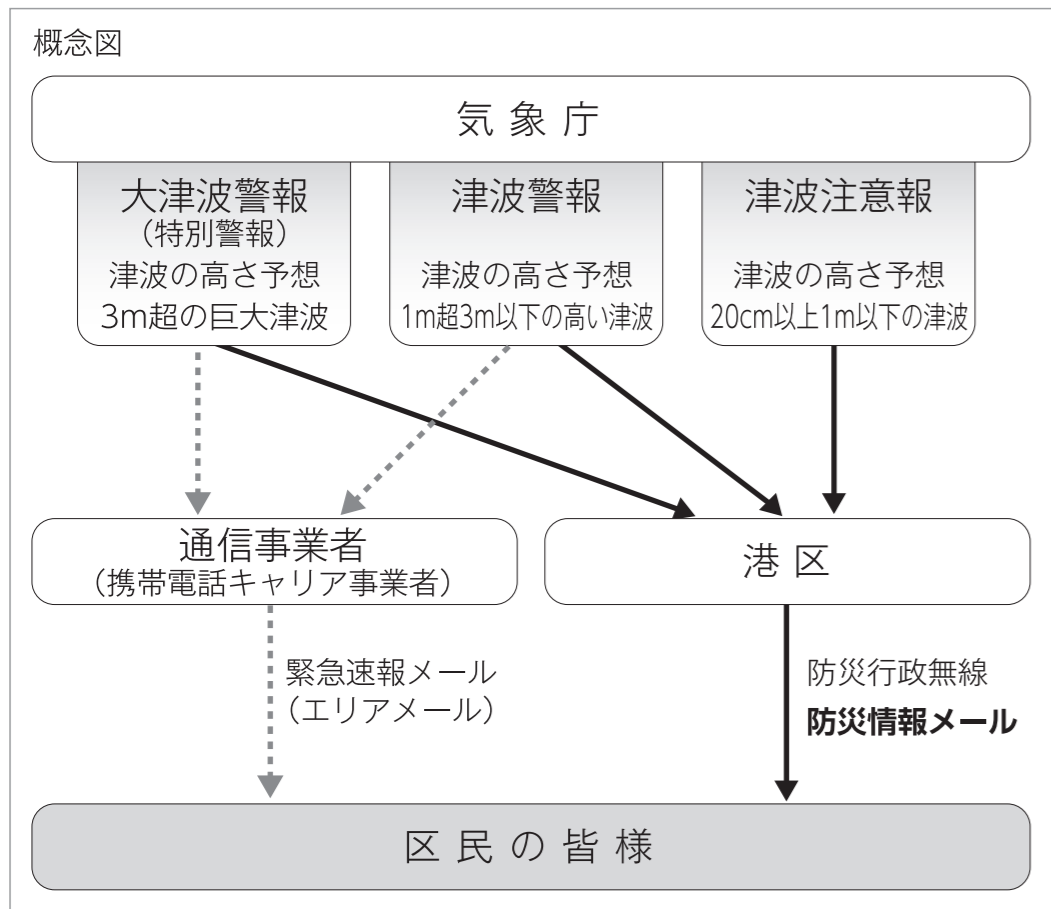 概念図
気象庁
大津波警報
（特別警報）
津波の高さ予想
3m超の巨大津波
津波警報
津波の高さ予想
1m超3m以下の高い津波
津波注意報
津波の高さ予想
20cm以上1m以下の津波
通信事業者
（携帯電話キャリア事業者）
港区
緊急速報メール
（エリアメール）
防災行政無線
防災情報メール
区民の皆様